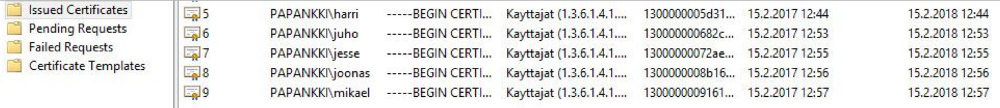 Issued Certificates
Pending Requests
Failed Requests
Certificate Templates
5 PAPANKKI\harri -----BEGIN CERTI... Kayttajat (1.3.6.1.4.1.... 1300000005d31... 15.2.2017 12:44 15.2.2018 12:44
6 PAPANKKI\juho -----BEGIN CERTI... Kayttajat (1.3.6.1.4.1.... 130000000682c... 15.2.2017 12:53 15.2.2018 12:53
7 PAPANKKI\jesse -----BEGIN CERTI... Kayttajat (1.3.6.1.4.1.... 13000000072ae... 15.2.2017 12:55 15.2.2018 12:55
8 PAPANKKI\joonas -----BEGIN CERTI... Kayttajat (1.3.6.1.4.1.... 1300000008b16... 15.2.2017 12:56 15.2.2018 12:56
9 PAPANKKI\mikael -----BEGIN CERTI... Kayttajat (1.3.6.1.4.1.... 1300000009161... 15.2.2017 12:57 15.2.2018 12:57